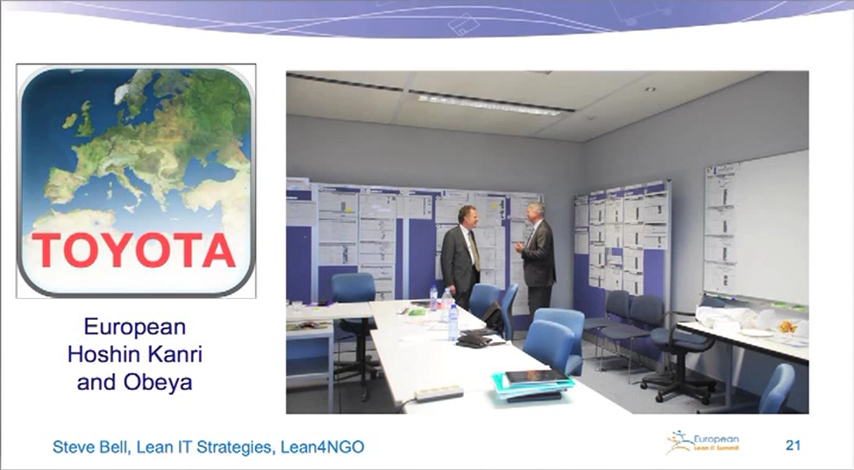 TOYOTA
European
Hoshin Kanri
and Obeya
Steve Bell, Lean IT Strategies, Lean4NGO
European
Lean IT Summit
21